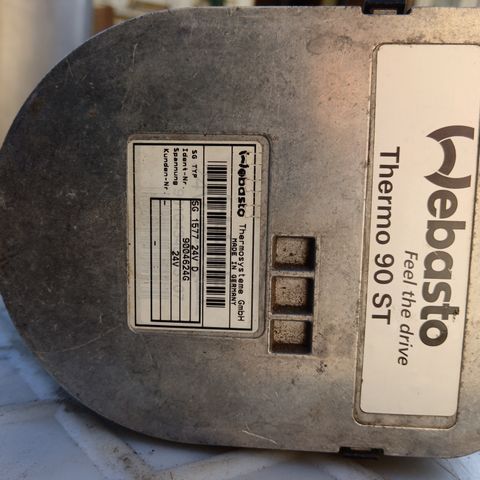 Webasto
Feel the drive
Thermo 90 ST
Webasto Thermosysteme GmbH
MADE IN GERMANY
SG TYP SG 1577 24V D
Ident-Nr. 9004624G
Spannung 24V
Kunden-Nr. -